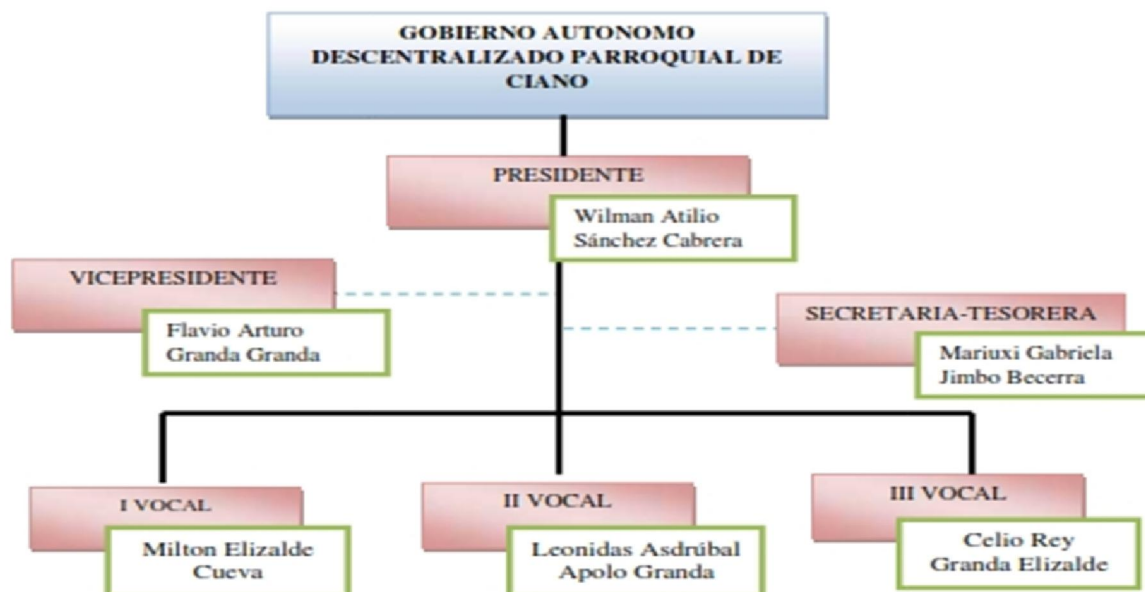 GOBIERNO AUTONOMO
DESCENTRALIZADO PARROQUIAL DE
CIANO
PRESIDENTE
Wilman Atilio
Sánchez Cabrera
VICEPRESIDENTE
Flavio Arturo
Granda Granda
SECRETARIA-TESORERA
Mariuxi Gabriela
Jimbo Becerra
I VOCAL
Milton Elizalde
Cueva
II VOCAL
Leonidas Asdrúbal
Apolo Granda
III VOCAL
Celio Rey
Granda Elizalde